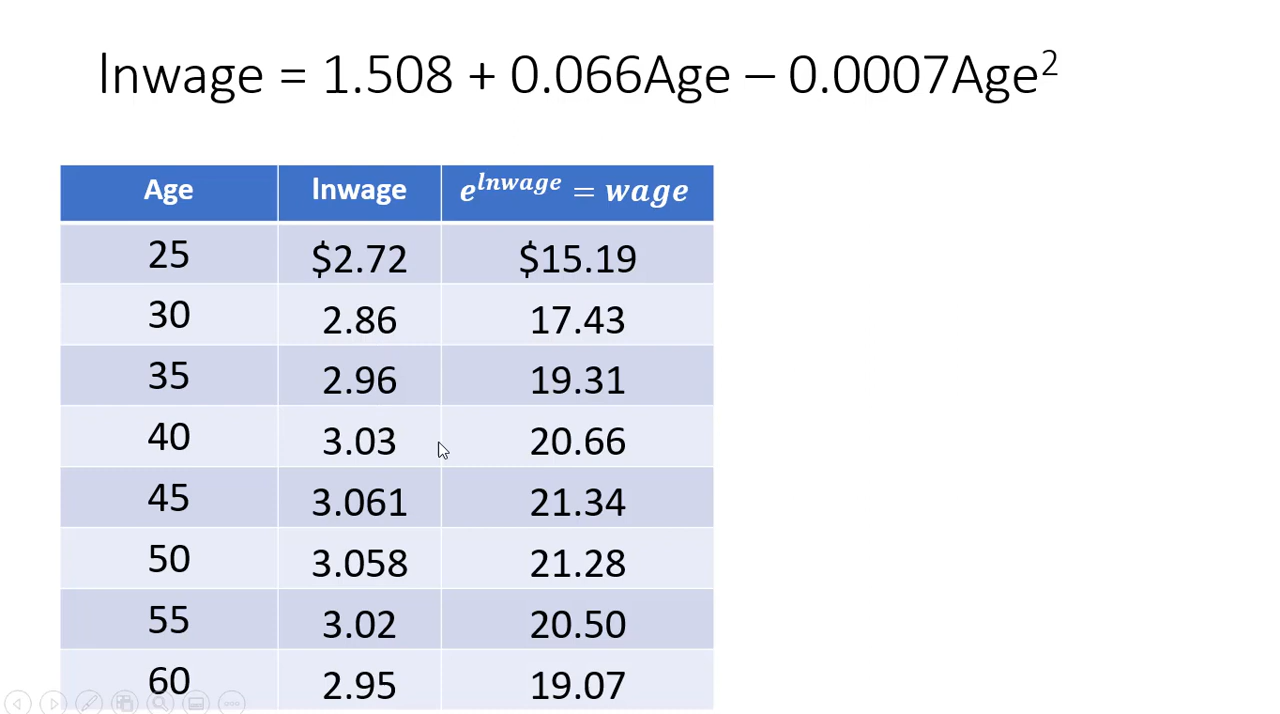 lnwage = 1.508 + 0.066Age – 0.0007Age²
Age lnwage e^lnwage = wage
25 $2.72 $15.19
30 2.86 17.43
35 2.96 19.31
40 3.03 20.66
45 3.061 21.34
50 3.058 21.28
55 3.02 20.50
60 2.95 19.07